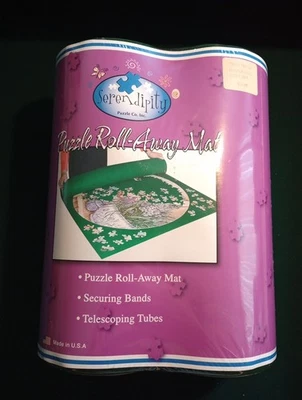 Serendipity
Puzzle Co. Inc.
Puzzle Roll-Away Mat
• Puzzle Roll-Away Mat
• Securing Bands
• Telescoping Tubes
Made in U.S.A